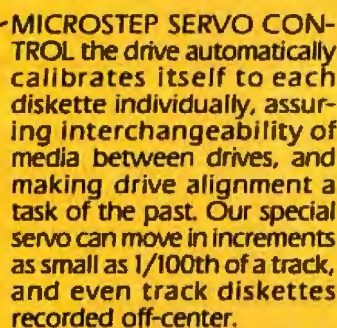 MICROSTEP SERVO CON-
TROL the drive automatically
calibrates itself to each
diskette individually, assur-
ing interchangeability of
media between drives, and
making drive alignment a
task of the past. Our special
servo can move in increments
as small as 1/100th of a track,
and even track diskettes
recorded off-center.